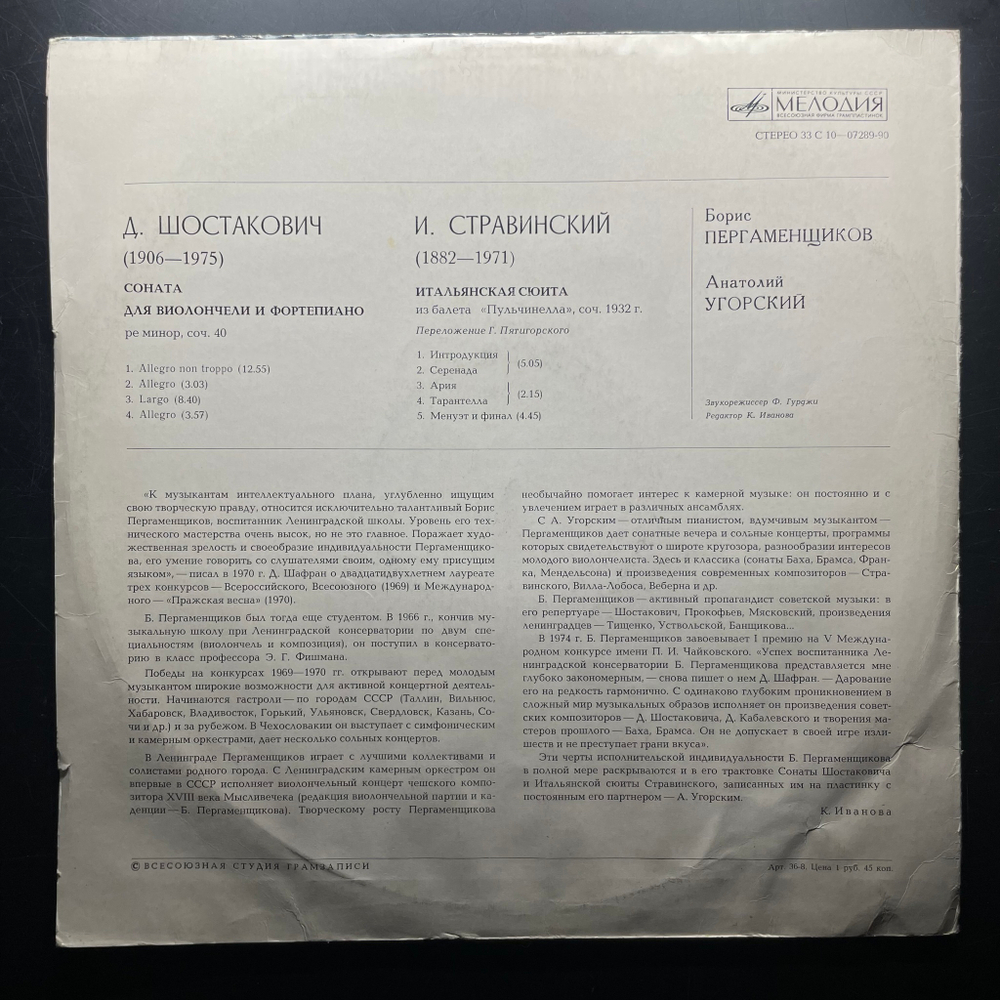 МИНИСТЕРСТВО КУЛЬТУРЫ СССР
МЕЛОДИЯ
ВСЕСОЮЗНАЯ ФИРМА ГРАМПЛАСТИНОК
СТЕРЕО 33 С 10—07289-90
Д. ШОСТАКОВИЧ
(1906—1975)
СОНАТА
ДЛЯ ВИОЛОНЧЕЛИ И ФОРТЕПИАНО
ре минор, соч. 40
1. Allegro non troppo (12.55)
2. Allegro (3.03)
3. Largo (8.40)
4. Allegro (3.57)
И. СТРАВИНСКИЙ
(1882—1971)
ИТАЛЬЯНСКАЯ СЮИТА
из балета «Пульчинелла», соч. 1932 г.
Переложение Г. Пятигорского
1. Интродукция
2. Серенада
(5.05)
3. Ария
4. Тарантелла
(2.15)
5. Менуэт и финал (4.45)
Борис
ПЕРГАМЕНЩИКОВ
Анатолий
УГОРСКИЙ
Звукорежиссер Ф. Гурджи
Редактор К. Иванова
«К музыкантам интеллектуального плана, углубленно ищущим
свою творческую правду, относится исключительно талантливый Борис
Пергаменщиков, воспитанник Ленинградской школы. Уровень его тех-
нического мастерства очень высок, но не это главное. Поражает худо-
жественная зрелость и своеобразие индивидуальности Пергаменщико-
ва, его умение говорить со слушателями своим, одному ему присущим
языком»,— писал в 1970 г. Д. Шафран о двадцатидвухлетнем лауреате
трех конкурсов — Всероссийского, Всесоюзного (1969) и Международ-
ного — «Пражская весна» (1970).
Б. Пергаменщиков был тогда еще студентом. В 1966 г., кончив му-
зыкальную школу при Ленинградской консерватории по двум спе-
циальностям (виолончель и композиция), он поступил в консервато-
рию в класс профессора Э. Г. Фишмана.
Победы на конкурсах 1969—1970 гг. открывают перед молодым
музыкантом широкие возможности для активной концертной деятель-
ности. Начинаются гастроли — по городам СССР (Таллин, Вильнюс,
Хабаровск, Владивосток, Горький, Ульяновск, Свердловск, Казань, Со-
чи и др.) и за рубежом. В Чехословакии он выступает с симфоническим
и камерным оркестрами, дает несколько сольных концертов.
В Ленинграде Пергаменщиков играет с лучшими коллективами и
солистами родного города. С Ленинградским камерным оркестром он
впервые в СССР исполняет виолончельный концерт чешского компо-
зитора XVIII века Мысливечека (редакция виолончельной партии и ка-
денции — Б. Пергаменщикова). Творческому росту Пергаменщикова
необычайно помогает интерес к камерной музыке: он постоянно и с
увлечением играет в различных ансамблях.
С А. Угорским — отличным пианистом, вдумчивым музыкантом —
Пергаменщиков дает сонатные вечера и сольные концерты, программы
которых свидетельствуют о широте кругозора, разнообразии интересов
молодого виолончелиста. Здесь и классика (сонаты Баха, Брамса, Фран-
ка, Мендельсона) и произведения современных композиторов — Стра-
винского, Вилла-Лобоса, Веберна и др.
Б. Пергаменщиков — активный пропагандист советской музыки: в
его репертуаре — Шостакович, Прокофьев, Мясковский, произведения
ленинградцев — Тищенко, Уствольской, Банщикова...
В 1974 г. Б. Пергаменщиков завоевывает I премию на V Междуна-
родном конкурсе имени П. И. Чайковского. «Успех воспитанника Ле-
нинградской консерватории Б. Пергаменщикова представляется мне
глубоко закономерным, — снова пишет о нем Д. Шафран. — Дарование
его на редкость гармонично. С одинаково глубоким проникновением в
сложный мир музыкальных образов исполняет он произведения совет-
ских композиторов — Д. Шостаковича, Д. Кабалевского и творения ма-
стеров прошлого — Баха, Брамса. Он не допускает в своей игре изли-
шеств и не преступает грани вкуса».
Эти черты исполнительской индивидуальности Б. Пергаменщикова
в полной мере раскрываются и в его трактовке Сонаты Шостаковича
и Итальянской сюиты Стравинского, записанных им на пластинку с
постоянным его партнером — А. Угорским.
К. Иванова
© ВСЕСОЮЗНАЯ СТУДИЯ ГРАМЗАПИСИ
Арт. 36-8. Цена 1 руб. 45 коп.